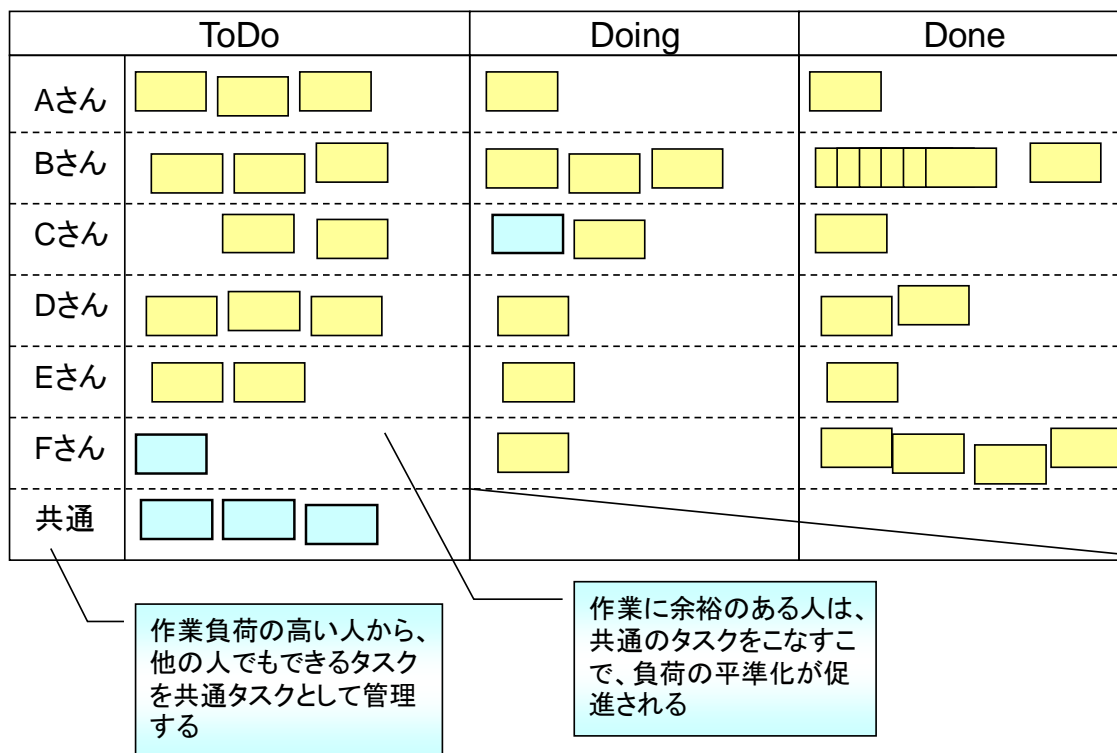 ToDo
Doing
Done
Aさん
Bさん
Cさん
Dさん
Eさん
Fさん
共通
作業負荷の高い人から、
他の人でもできるタスク
を共通タスクとして管理
する
作業に余裕のある人は、
共通のタスクをこなすこ
で、負荷の平準化が促
進される